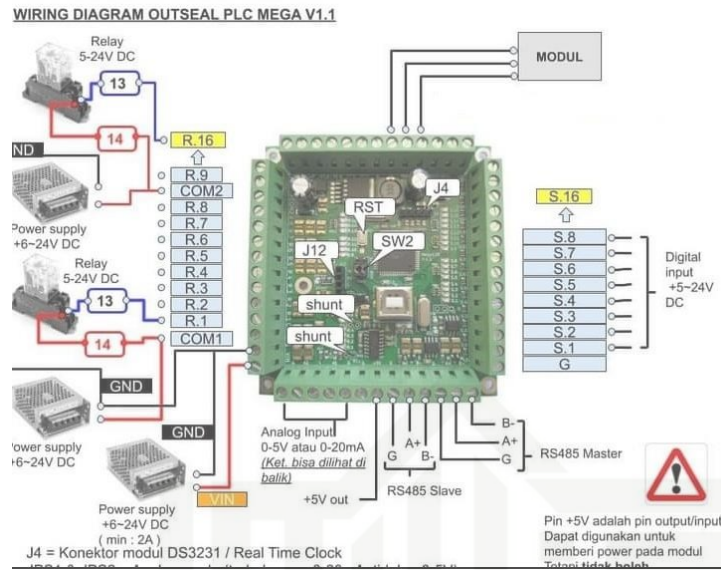 WIRING DIAGRAM OUTSEAL PLC MEGA V1.1
Relay
5-24V DC
13
14
ND
Power supply
+6~24V DC
Relay
5-24V DC
13
14
GND
ower supply
+6~24V DC
GND
Power supply
+6~24V DC
( min : 2A )
VIN
R.16
R.9
COM2
R.8
R.7
R.6
R.5
R.4
R.3
R.2
R.1
COM1
MODUL
J4
RST
SW2
J12
shunt
shunt
S.16
S.8
S.7
S.6
S.5
S.4
S.3
S.2
S.1
G
Digital
input
+5~24V
DC
Analog Input
0-5V atau 0-20mA
(Ket. bisa dilihat di
balik)
+5V out
G
A+
B-
RS485 Slave
B-
A+
G
RS485 Master
Pin +5V adalah pin output/input
Dapat digunakan untuk
memberi power pada modul
Tetapi tidak boleh
J4 = Konektor modul DS3231 / Real Time Clock